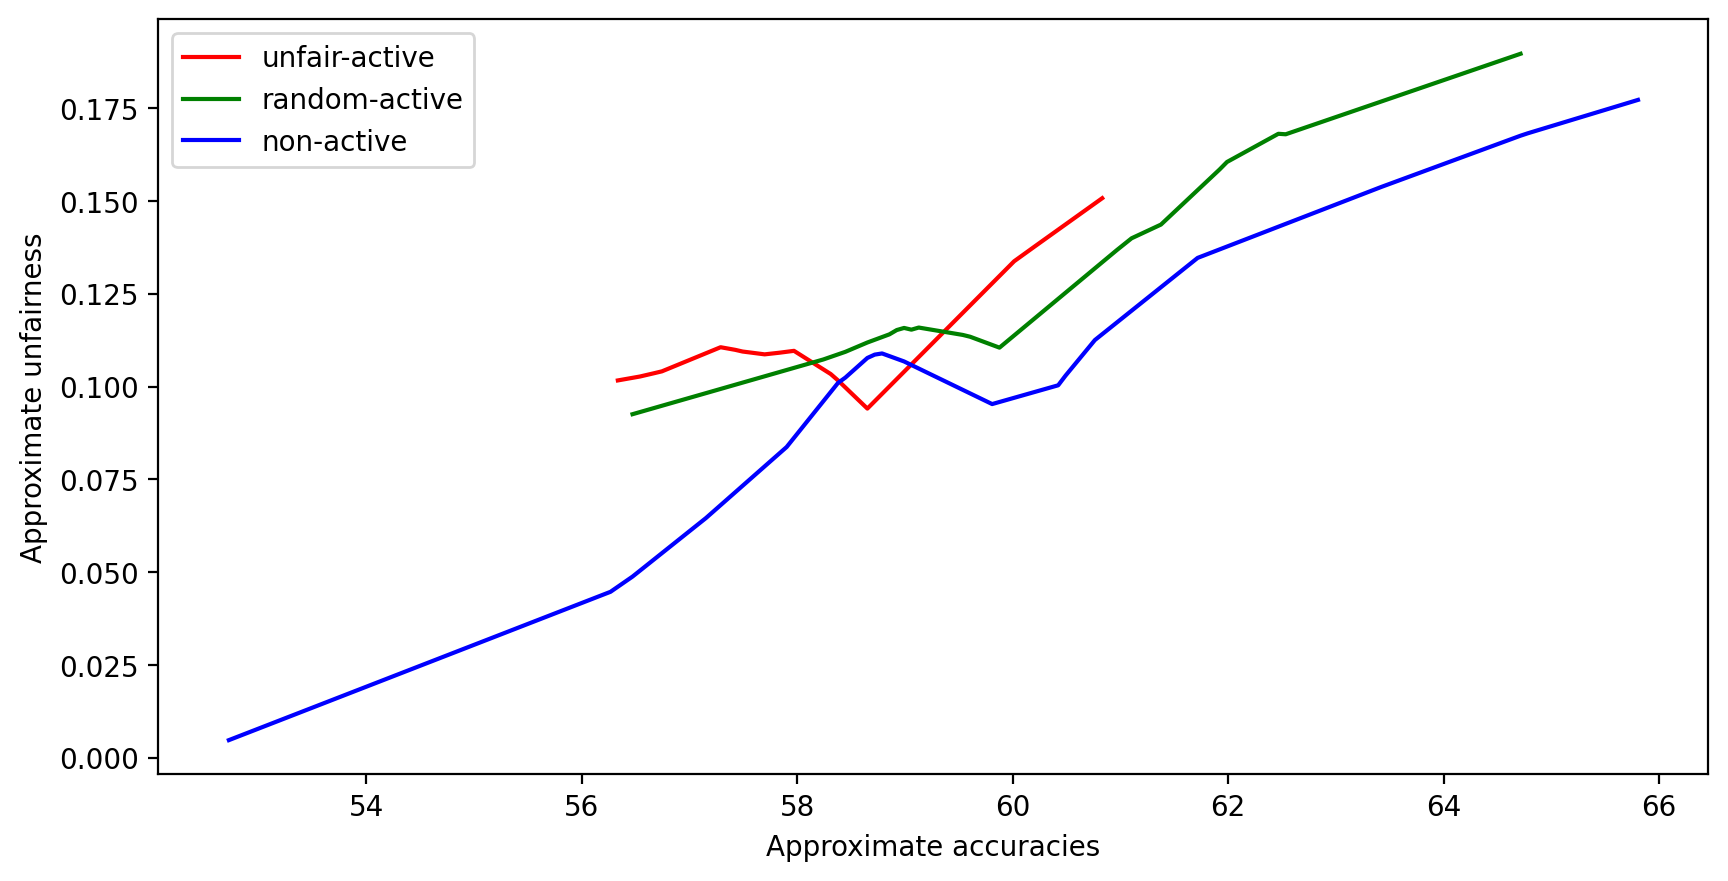 unfair-active
random-active
non-active
0.175
0.150
0.125
0.100
0.075
0.050
0.025
0.000
Approximate unfairness
54 56 58 60 62 64 66
Approximate accuracies